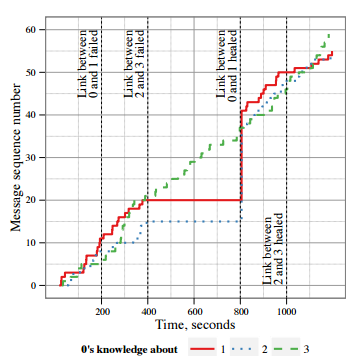 Message sequence number
60
50
40
30
20
10
0
Link between
0 and 1 failed
Link between
2 and 3 failed
Link between
0 and 1 healed
Link between
2 and 3 healed
200
400
600
800
1000
Time, seconds
0's knowledge about
1
2
3